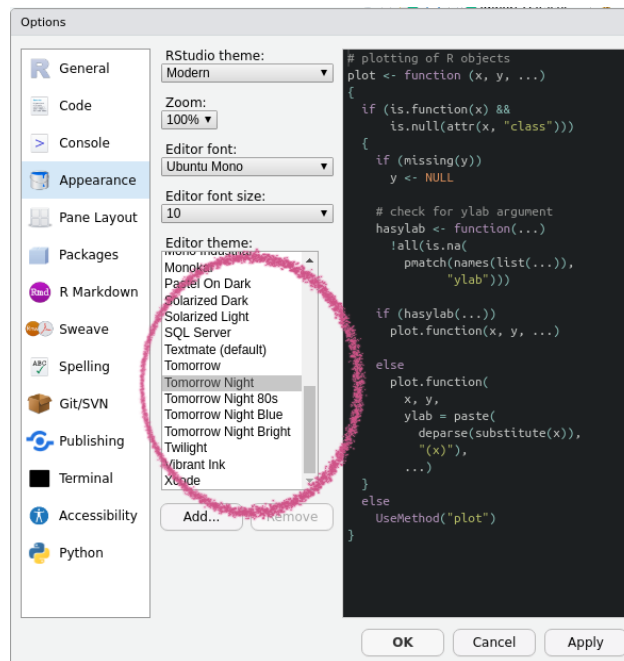 Options
General
Code
Console
Appearance
Pane Layout
Packages
R Markdown
Sweave
Spelling
Git/SVN
Publishing
Terminal
Accessibility
Python
RStudio theme:
Modern
Zoom:
100%
Editor font:
Ubuntu Mono
Editor font size:
10
Editor theme:
Mono Industrial
Monokai
Pastel On Dark
Solarized Dark
Solarized Light
SQL Server
Textmate (default)
Tomorrow
Tomorrow Night
Tomorrow Night 80s
Tomorrow Night Blue
Tomorrow Night Bright
Twilight
Vibrant Ink
Xcode
Add...
Remove
# plotting of R objects
plot <- function (x, y, ...)
{
if (is.function(x) &&
is.null(attr(x, "class")))
{
if (missing(y))
y <- NULL
# check for ylab argument
hasylab <- function(...)
!all(is.na(
pmatch(names(list(...)),
"ylab")))
if (hasylab(...))
plot.function(x, y, ...)
else
plot.function(
x, y,
ylab = paste(
deparse(substitute(x)),
"(x)"),
...)
}
else
UseMethod("plot")
}
OK
Cancel
Apply